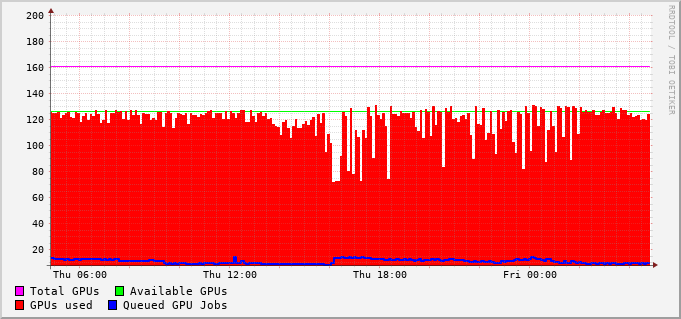 200
180
160
140
120
100
80
60
40
20
Thu 06:00 Thu 12:00 Thu 18:00 Fri 00:00
Total GPUs Available GPUs
GPUs used Queued GPU Jobs
RRDTOOL / TOBI OETIKER